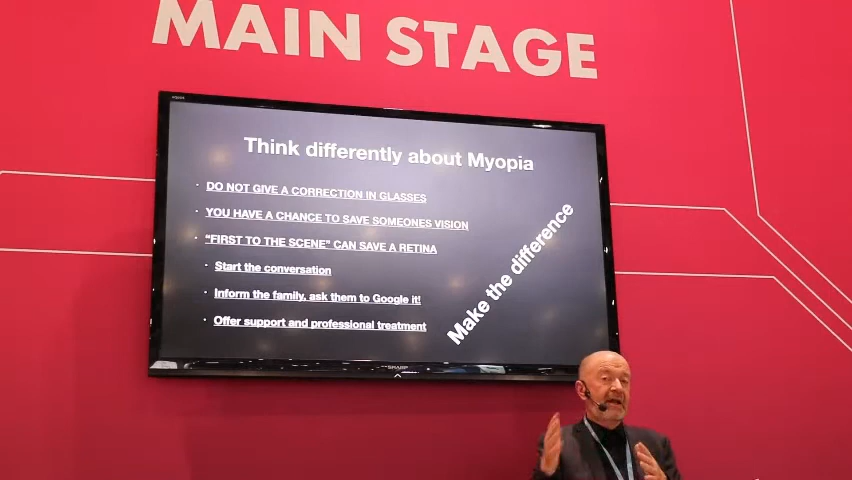 MAIN STAGE
Think differently about Myopia
· DO NOT GIVE A CORRECTION IN GLASSES
· YOU HAVE A CHANCE TO SAVE SOMEONES VISION
· "FIRST TO THE SCENE" CAN SAVE A RETINA
· Start the conversation
· Inform the family, ask them to Google it!
· Offer support and professional treatment
Make the difference
SHARP